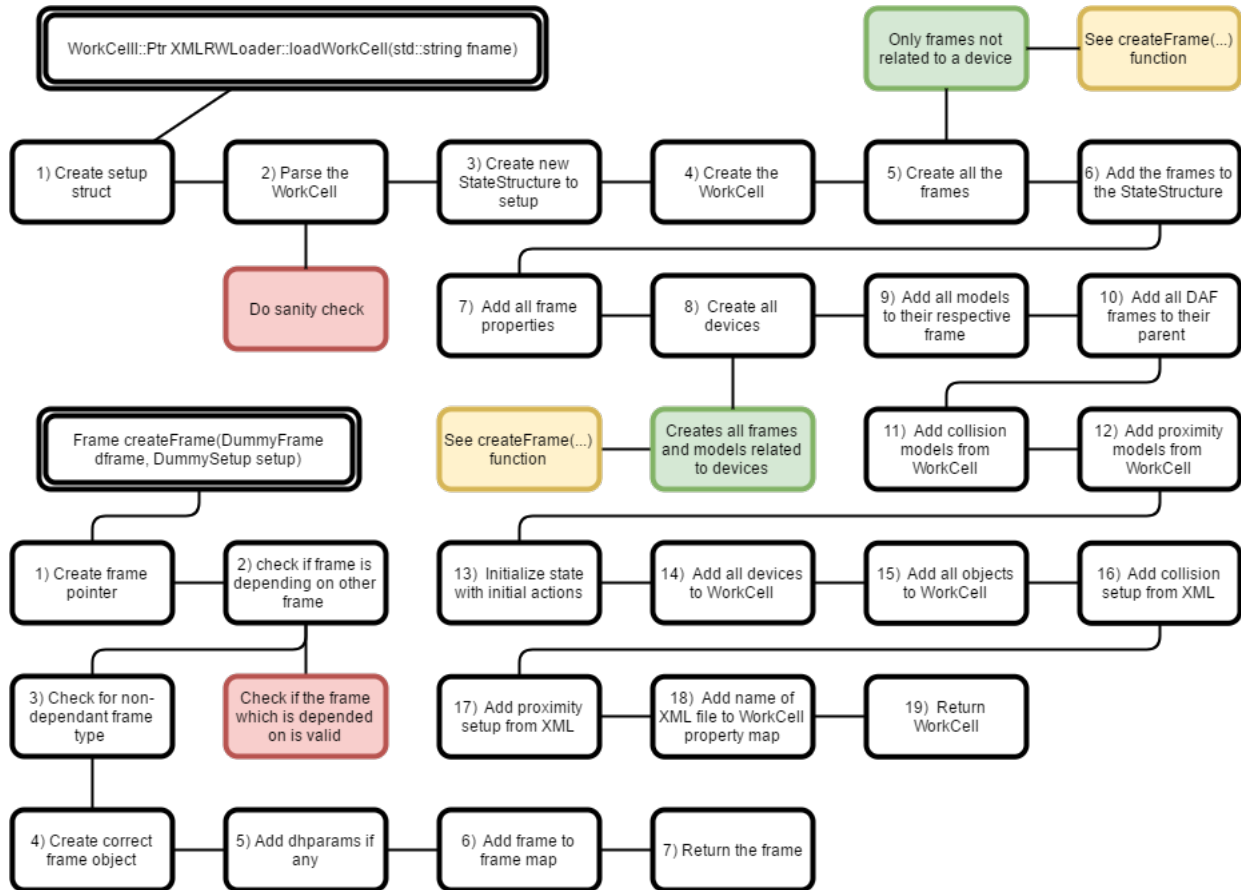 WorkCelll::Ptr XMLRWLoader::loadWorkCell(std::string fname)
Only frames not
related to a device
See createFrame(...)
function
1) Create setup
struct
2) Parse the
WorkCell
3) Create new
StateStructure to
setup
4) Create the
WorkCell
5) Create all the
frames
6) Add the frames to
the StateStructure
Do sanity check
7) Add all frame
properties
8) Create all
devices
9) Add all models
to their respective
frame
10) Add all DAF
frames to their
parent
Frame createFrame(DummyFrame
dframe, DummySetup setup)
See createFrame(...)
function
Creates all frames
and models related
to devices
11) Add collision
models from
WorkCell
12) Add proximity
models from
WorkCell
1) Create frame
pointer
2) check if frame is
depending on other
frame
13) Initialize state
with initial actions
14) Add all devices
to WorkCell
15) Add all objects
to WorkCell
16) Add collision
setup from XML
3) Check for non-
dependant frame
type
Check if the frame
which is depended
on is valid
17) Add proximity
setup from XML
18) Add name of
XML file to WorkCell
property map
19) Return
WorkCell
4) Create correct
frame object
5) Add dhparams if
any
6) Add frame to
frame map
7) Return the frame